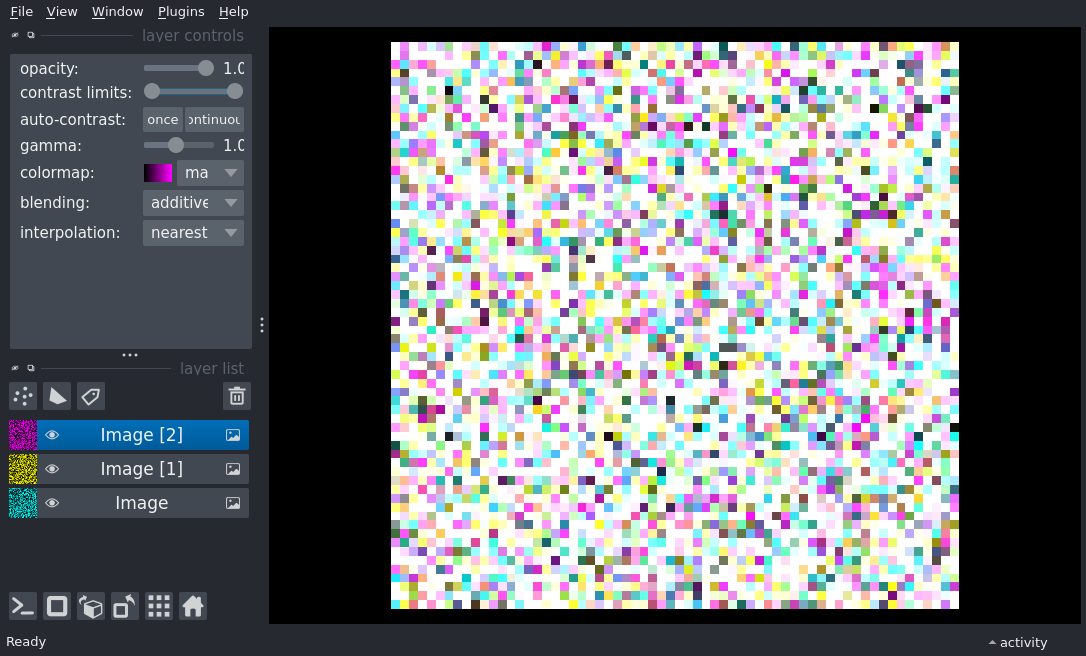 File View Window Plugins Help
layer controls
opacity: 1.0
contrast limits:
auto-contrast: once ontinuou
gamma: 1.0
colormap: ma
blending: additive
interpolation: nearest
layer list
Image [2]
Image [1]
Image
Ready
activity